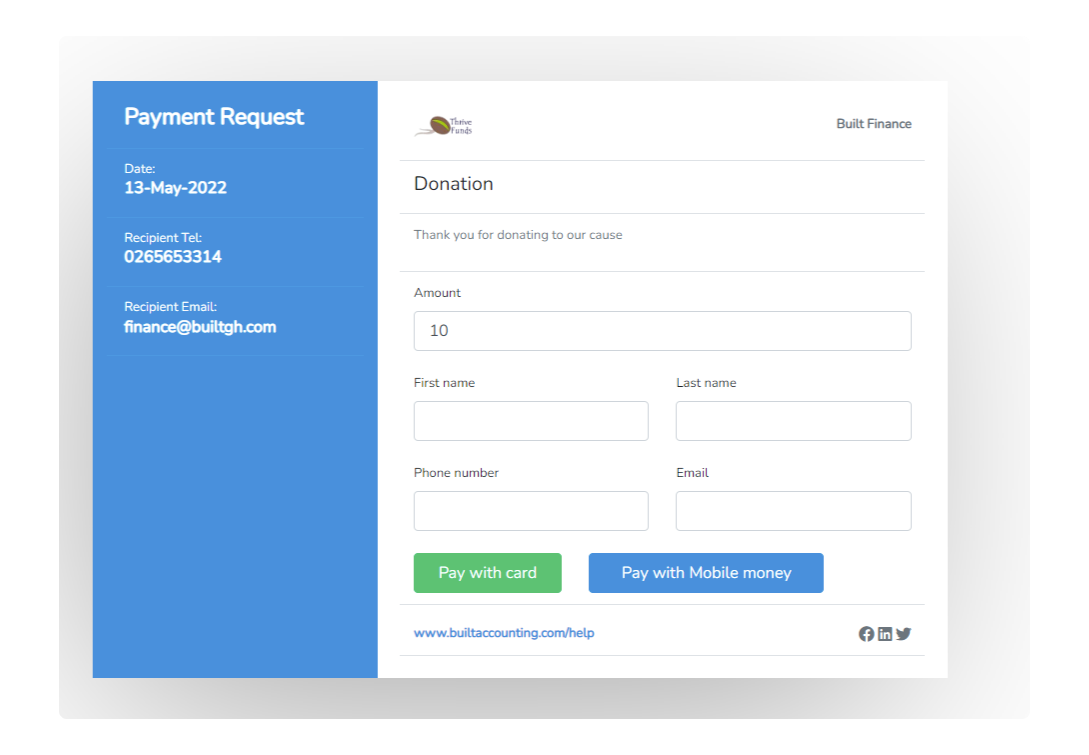 Payment Request
Date:
13-May-2022
Recipient Tel:
0265653314
Recipient Email:
finance@builtgh.com
Thrive
Funds
Built Finance
Donation
Thank you for donating to our cause
Amount
10
First name
Last name
Phone number
Email
Pay with card
Pay with Mobile money
www.builtaccounting.com/help